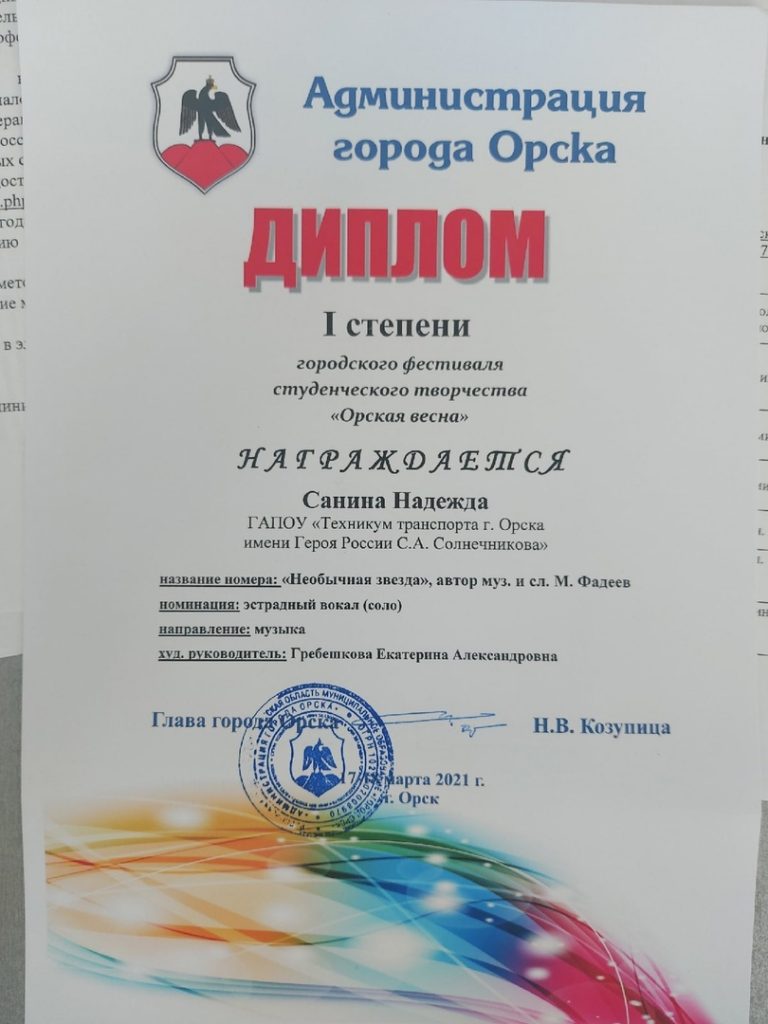 Администрация
города Орска
ДИПЛОМ
I степени
городского фестиваля
студенческого творчества
«Орская весна»
НАГРАЖДАЕТСЯ
Санина Надежда
ГАПОУ «Техникум транспорта г. Орска
имени Героя России С.А. Солнечникова»
название номера: «Необычная звезда», автор муз. и сл. М. Фадеев
номинация: эстрадный вокал (соло)
направление: музыка
худ. руководитель: Гребешкова Екатерина Александровна
Глава города Орска
Н.В. Козупица
марта 2021 г.
г. Орск